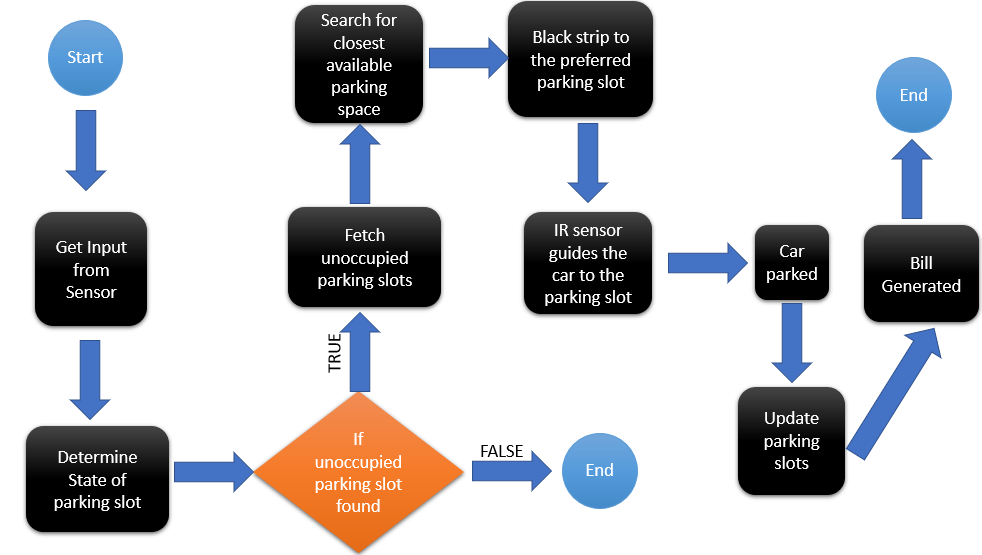 Start
Get Input
from
Sensor
Determine
State of
parking slot
If
unoccupied
parking slot
found
TRUE
FALSE
End
Fetch
unoccupied
parking slots
Search for
closest
available
parking
space
Black strip to
the preferred
parking slot
IR sensor
guides the
car to the
parking slot
Car
parked
Update
parking
slots
Bill
Generated
End